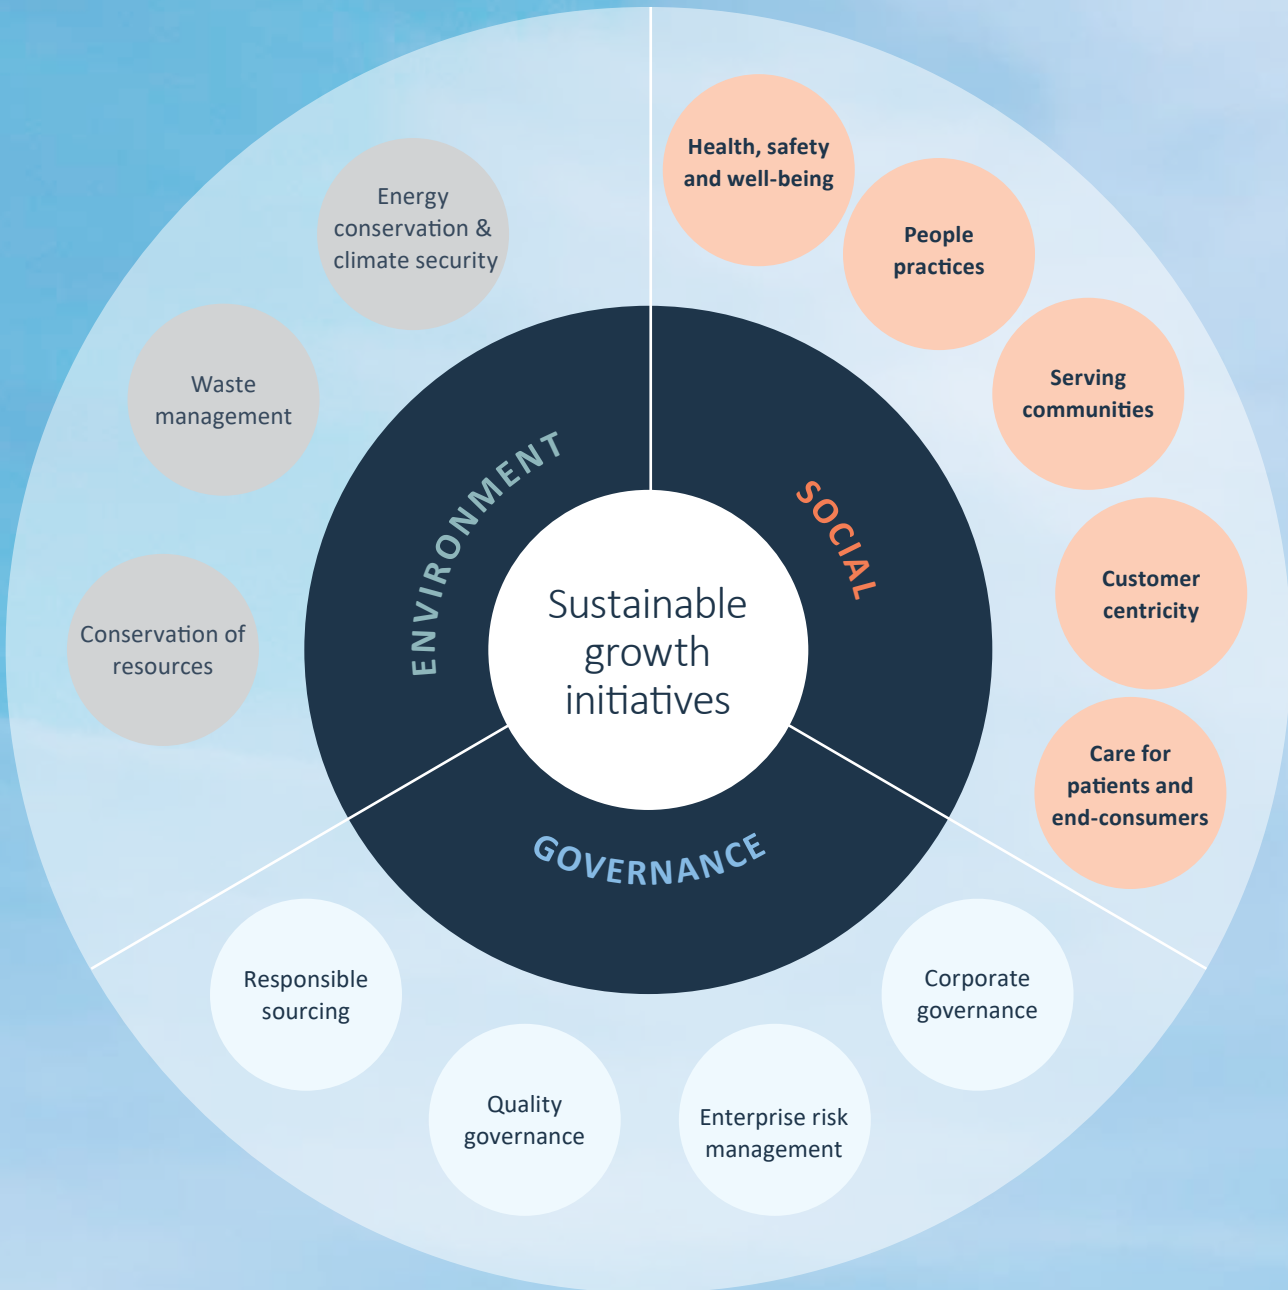 Sustainable
growth
initiatives
ENVIRONMENT
Energy
conservation &
climate security
Waste
management
Conservation of
resources
SOCIAL
Health, safety
and well-being
People
practices
Serving
communities
Customer
centricity
Care for
patients and
end-consumers
GOVERNANCE
Responsible
sourcing
Quality
governance
Enterprise risk
management
Corporate
governance